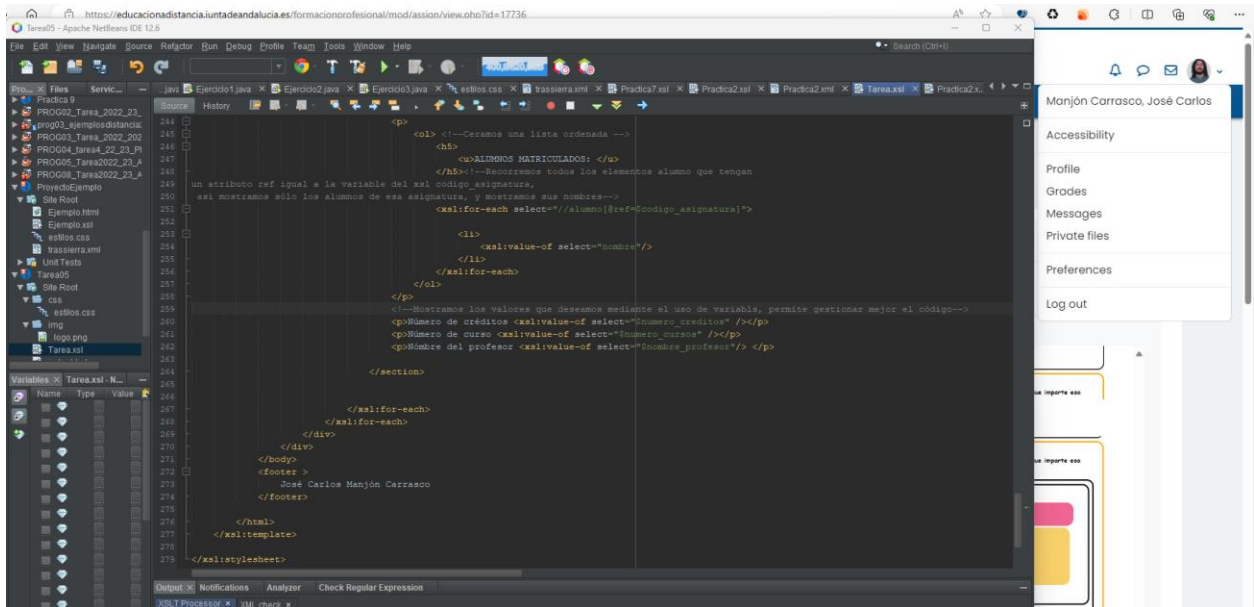 https://educacionadistancia.juntadeandalucia.es/formacionprofesional/mod/assign/view.php?id=17736
Tarea05 - Apache NetBeans IDE 12.6
File Edit View Navigate Source Refactor Run Debug Profile Team Tools Window Help
Search (Ctrl+I)
Pro... Files Servic...
...java Ejercicio1.java Ejercicio2.java Ejercicio3.java estilos.css trassierra.xml Practica7.xsl Practica2.xsl Practica2.xml Tarea.xsl Practica2.x...
Source History
Practica 9
PROG02_Tarea_2022_23_
prog03_ejemplosdistancia:
PROG03_Tarea_2022_202
PROG04_tarea4_22_23_Pl
PROG05_Tarea2022_23_A
PROG08_Tarea2022_23_A
ProyectoEjemplo
Site Root
Ejemplo.html
Ejemplo.xsl
estilos.css
trassierra.xml
Unit Tests
Tarea05
Site Root
css
estilos.css
img
logo.png
Tarea.xsl
Variables Tarea.xsl - N...
Name Type Value
244 <p>
245 <ol> <!--Ceramos una lista ordenada -->
246 <h5>
247 <u>ALUMNOS MATRICULADOS: </u>
248 </h5><!--Recorremos todos los elementos alumno que tengan
249 un atributo ref igual a la variable del xsl codigo_asignatura,
250 asi mostramos sólo los alumnos de esa asignatura, y mostramos sus nombres-->
251 <xsl:for-each select="//alumno[@ref=$codigo_asignatura]">
252
253 <li>
254 <xsl:value-of select="nombre"/>
255 </li>
256 </xsl:for-each>
257 </ol>
258 </p>
259 <!--Mostramos los valores que deseamos mediante el uso de variabls, permite gestionar mejor el código-->
260 <p>Número de créditos <xsl:value-of select="$numero_creditos" /></p>
261 <p>Número de curso <xsl:value-of select="$numero_cursos" /></p>
262 <p>Nómbre del profesor <xsl:value-of select="$nombre_profesor"/> </p>
263
264 </section>
265
266
267 </xsl:for-each>
268 </xsl:for-each>
269 </div>
270 </div>
271 </body>
272 <footer >
273 José Carlos Manjón Carrasco
274 </footer>
275
276 </html>
277 </xsl:template>
278
279 </xsl:stylesheet>
Output Notifications Analyzer Check Regular Expression
XSLT Processor XML check
Manjón Carrasco, José Carlos
Accessibility
Profile
Grades
Messages
Private files
Preferences
Log out
ue importe esa
ue importe esa